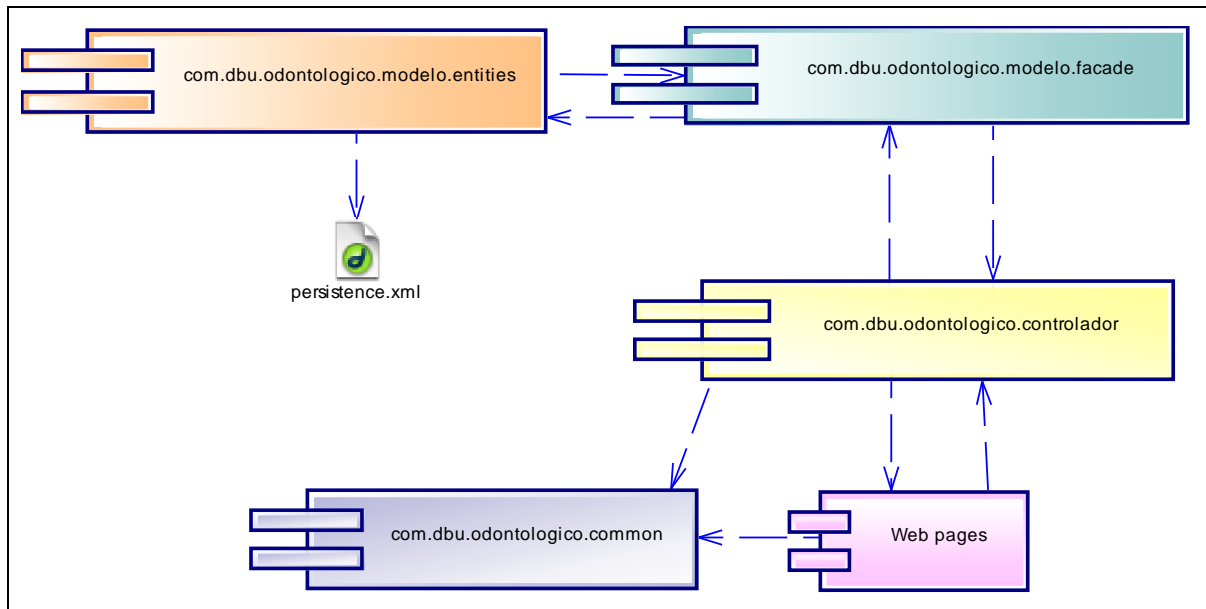 com.dbu.odontologico.modelo.entities
com.dbu.odontologico.modelo.facade
persistence.xml
com.dbu.odontologico.controlador
com.dbu.odontologico.common
Web pages